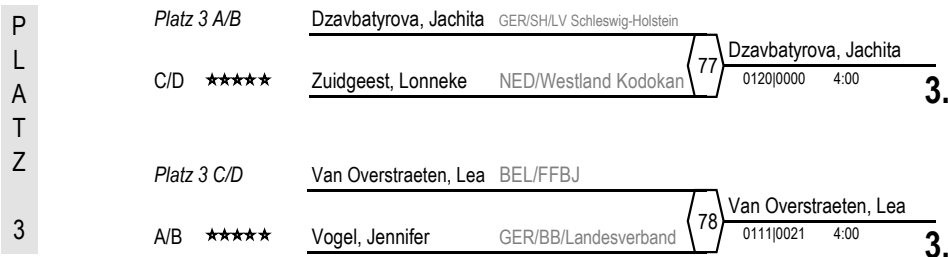 PLATZ 3
Platz 3 A/B Dzavbatyrova, Jachita GER/SH/LV Schleswig-Holstein
77 Dzavbatyrova, Jachita
C/D ★★★★★ Zuidgeest, Lonneke NED/Westland Kodokan
0120|0000 4:00 3.
Platz 3 C/D Van Overstraeten, Lea BEL/FFBJ
78 Van Overstraeten, Lea
A/B ★★★★★ Vogel, Jennifer GER/BB/Landesverband
0111|0021 4:00 3.